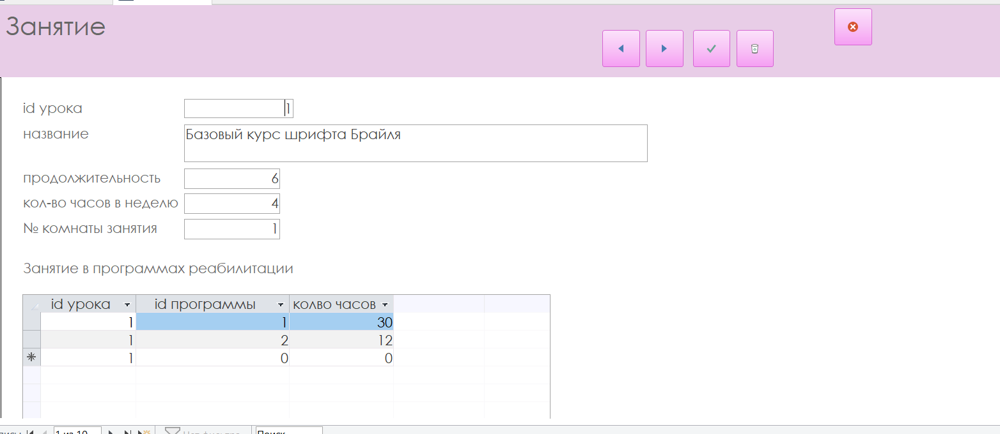 Занятие
id урока 1
название Базовый курс шрифта Брайля
продолжительность 6
кол-во часов в неделю 4
№ комнаты занятия 1
Занятие в программах реабилитации
id урока id программы колво часов
1 1 30
1 2 12
1 0 0
1 из 10 Поиск